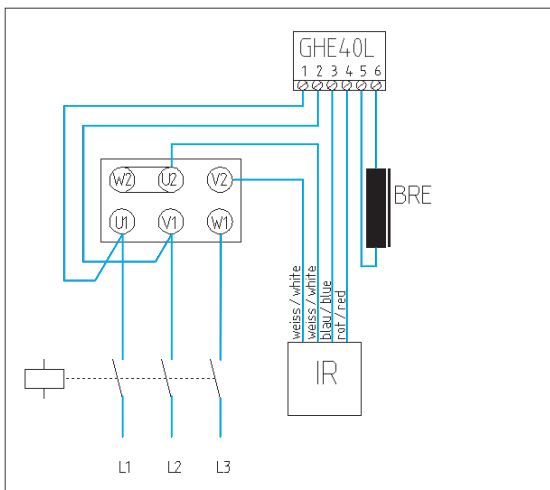 GHE40L
1 2 3 4 5 6
W2 U2 V2
BRE
U1 V1 W1
weiss/white
weiss/white
blau/blue
rot/red
IR
L1 L2 L3